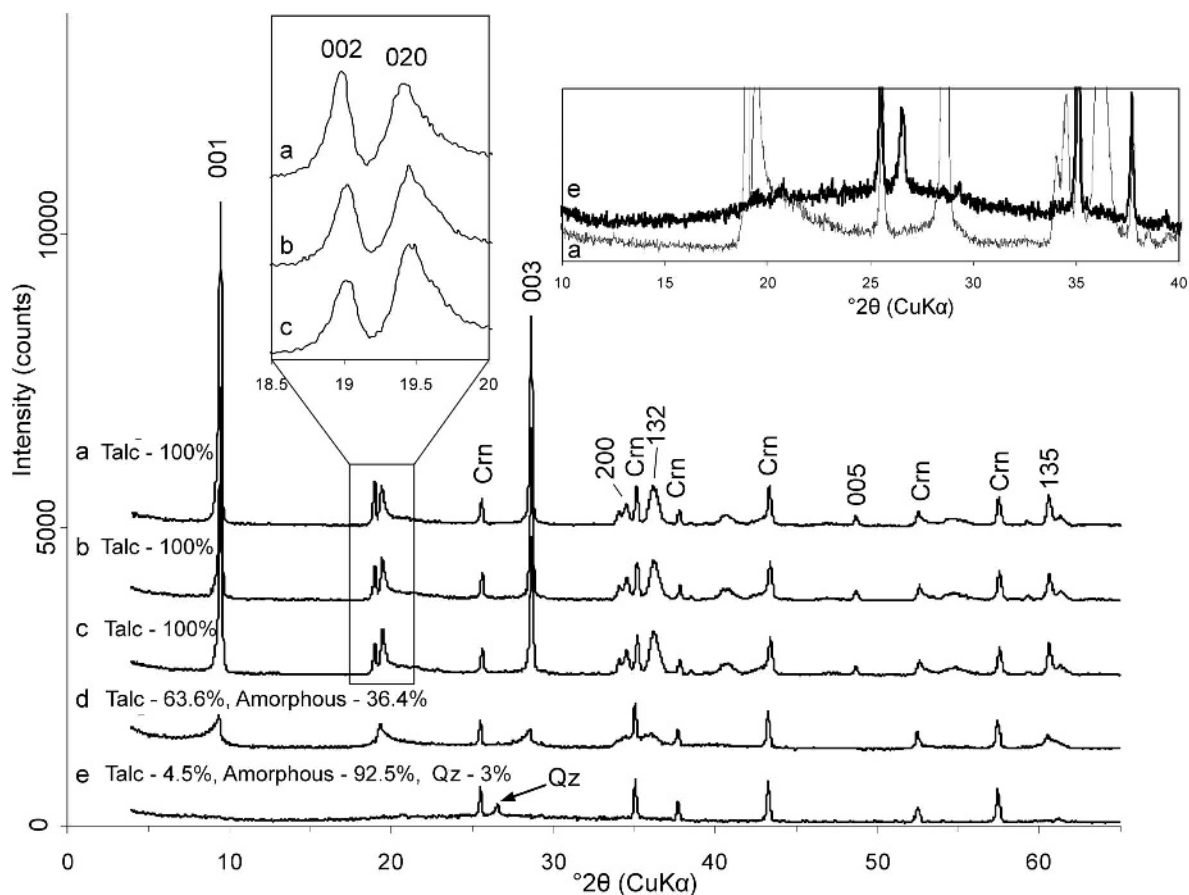 002 020
a
b
c
18.5 19 19.5 20
e
a
10 15 20 25 30 35 40
°2θ (CuKα)
Intensity (counts)
10000
5000
0
001
003
a Talc - 100%
Crn
200
Crn
132
Crn
Crn
005
Crn
Crn
135
b Talc - 100%
c Talc - 100%
d Talc - 63.6%, Amorphous - 36.4%
e Talc - 4.5%, Amorphous - 92.5%, Qz - 3%
Qz
0 10 20 30 40 50 60
°2θ (CuKα)